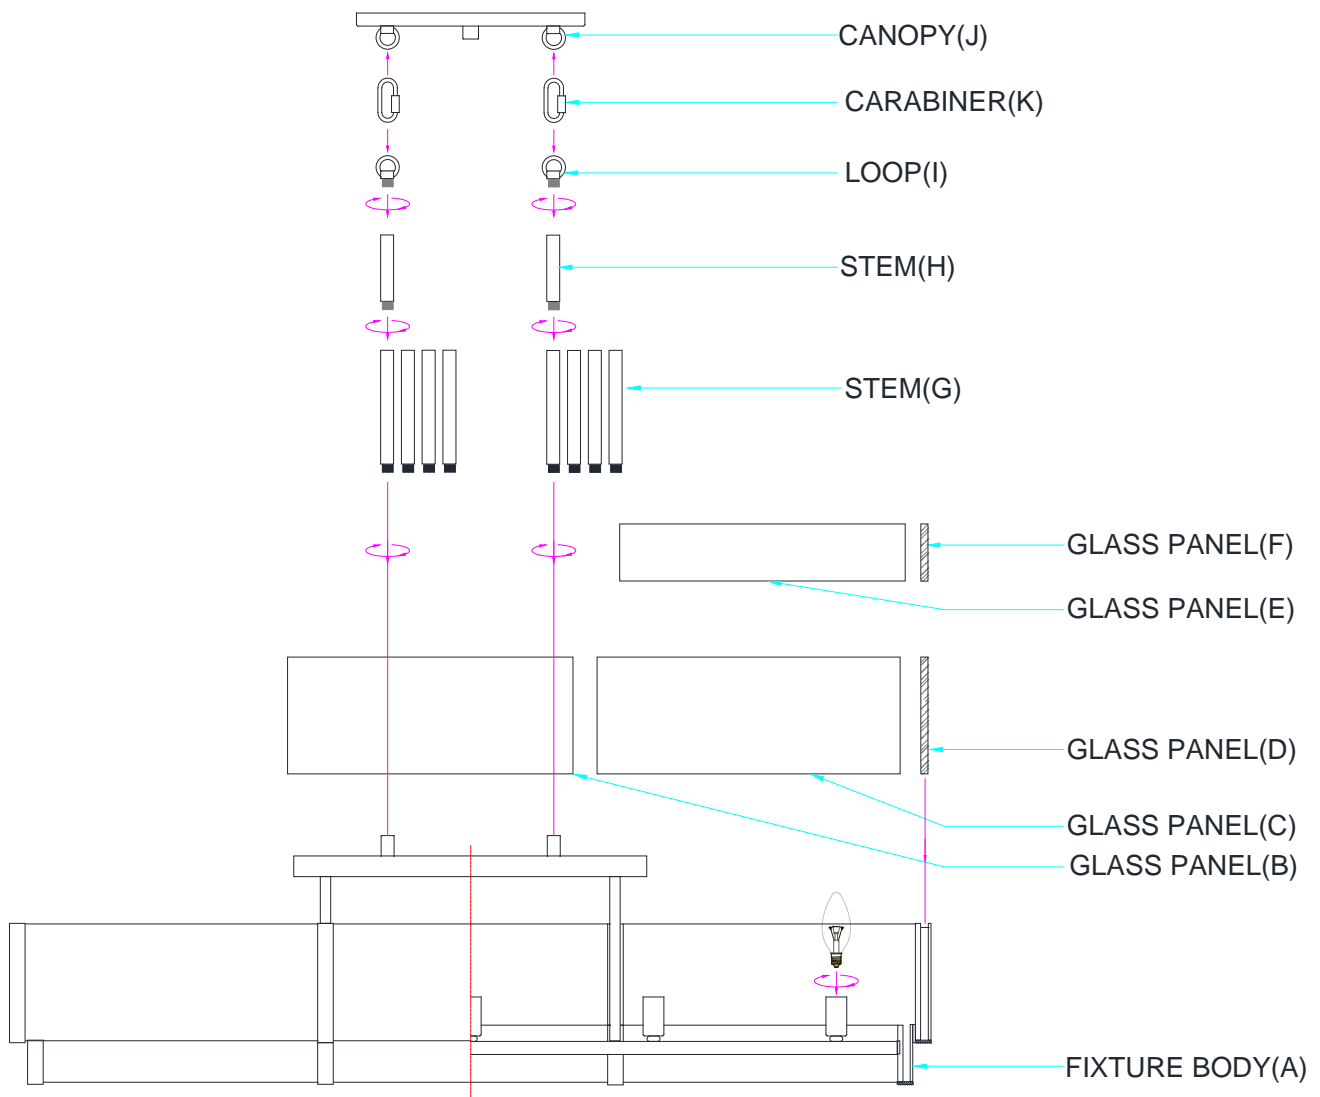 CANOPY(J)
CARABINER(K)
LOOP(I)
STEM(H)
STEM(G)
GLASS PANEL(F)
GLASS PANEL(E)
GLASS PANEL(D)
GLASS PANEL(C)
GLASS PANEL(B)
FIXTURE BODY(A)